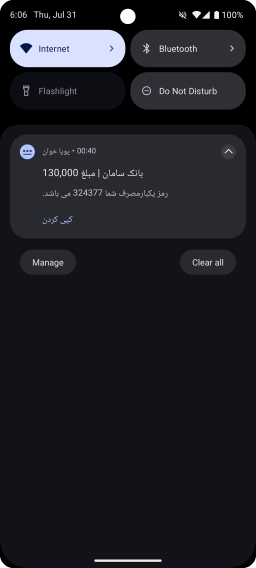 6:06 Thu, Jul 31 100%
Internet
Bluetooth
Flashlight
Do Not Disturb
پویا خوان • 00:40
بانک سامان | مبلغ 130,000
رمز یکبارمصرف شما 324377 می باشد.
کپی کردن
Manage
Clear all